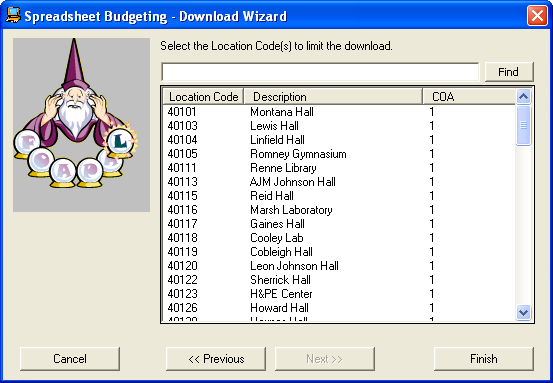 Spreadsheet Budgeting - Download Wizard
Select the Location Code(s) to limit the download.
Find
Location Code Description COA
40101 Montana Hall 1
40103 Lewis Hall 1
40104 Linfield Hall 1
40105 Romney Gymnasium 1
40111 Renne Library 1
40113 AJM Johnson Hall 1
40115 Reid Hall 1
40116 Marsh Laboratory 1
40117 Gaines Hall 1
40118 Cooley Lab 1
40119 Cobleigh Hall 1
40120 Leon Johnson Hall 1
40122 Sherrick Hall 1
40123 H&PE Center 1
40126 Howard Hall 1
F O A P A L
Cancel << Previous Next >> Finish